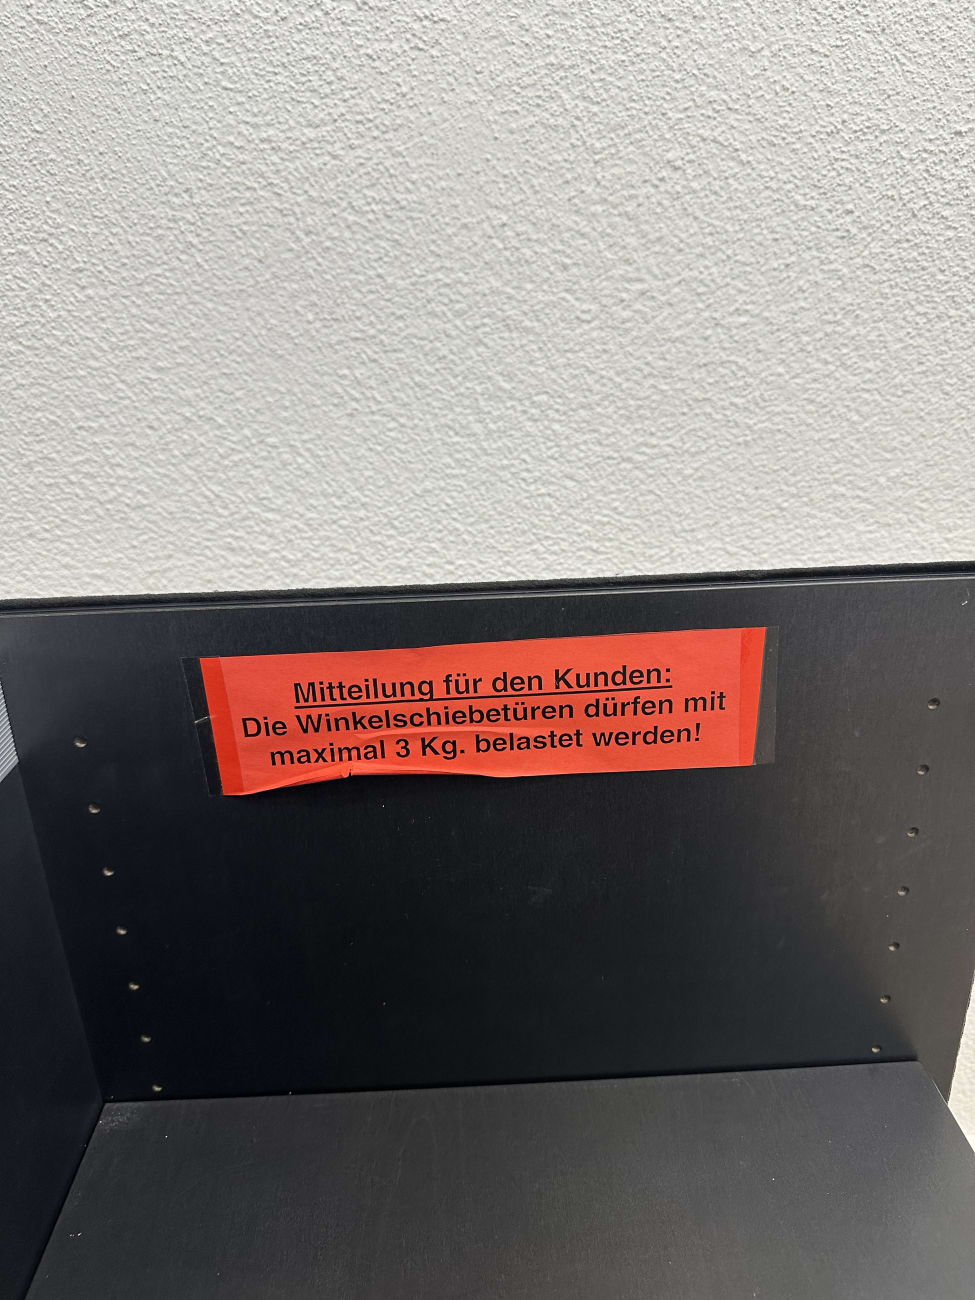 Mitteilung für den Kunden:
Die Winkelschiebetüren dürfen mit
maximal 3 Kg. belastet werden!